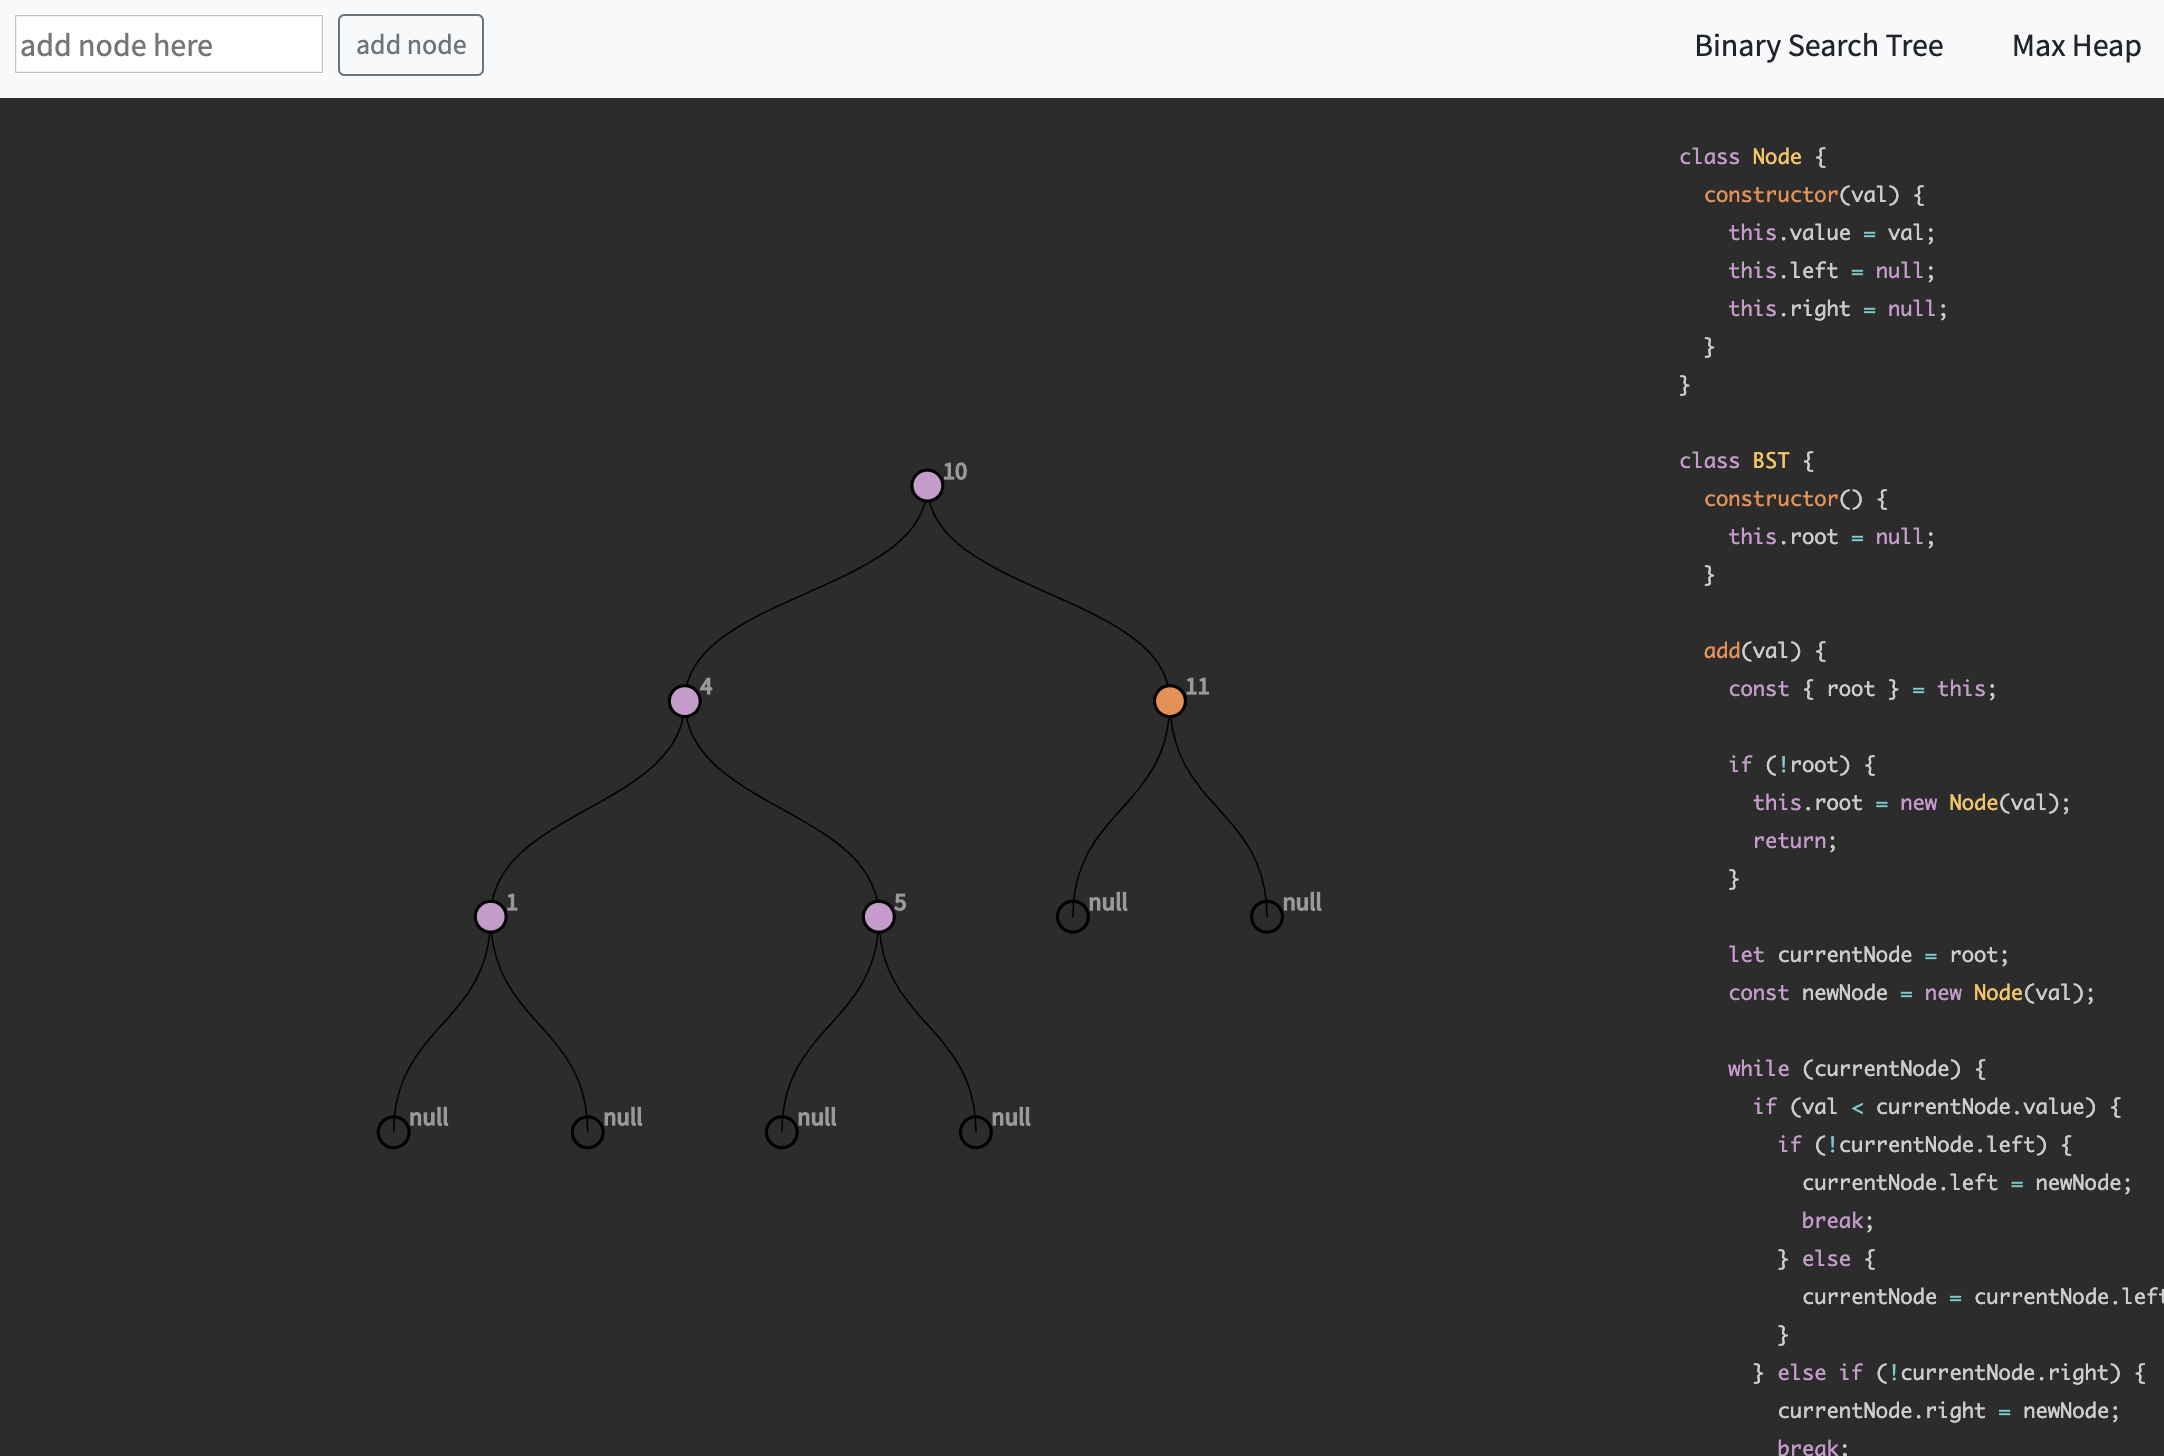 add node here
add node
Binary Search Tree
Max Heap
10
4
11
1
5
null
null
null
null
null
null
class Node {
constructor(val) {
this.value = val;
this.left = null;
this.right = null;
}
}
class BST {
constructor() {
this.root = null;
}
add(val) {
const { root } = this;
if (!root) {
this.root = new Node(val);
return;
}
let currentNode = root;
const newNode = new Node(val);
while (currentNode) {
if (val < currentNode.value) {
if (!currentNode.left) {
currentNode.left = newNode;
break;
} else {
currentNode = currentNode.left
}
} else if (!currentNode.right) {
currentNode.right = newNode;
break;